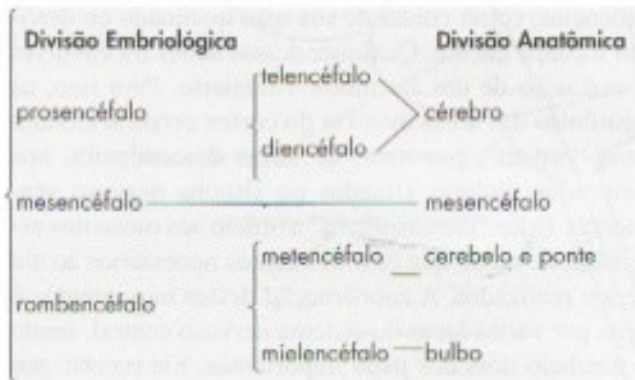 Divisão Embriológica Divisão Anatômica
telencéfalo
prosencéfalo cérebro
diencéfalo
mesencéfalo mesencéfalo
metencéfalo cerebelo e ponte
rombencéfalo
mielencéfalo bulbo